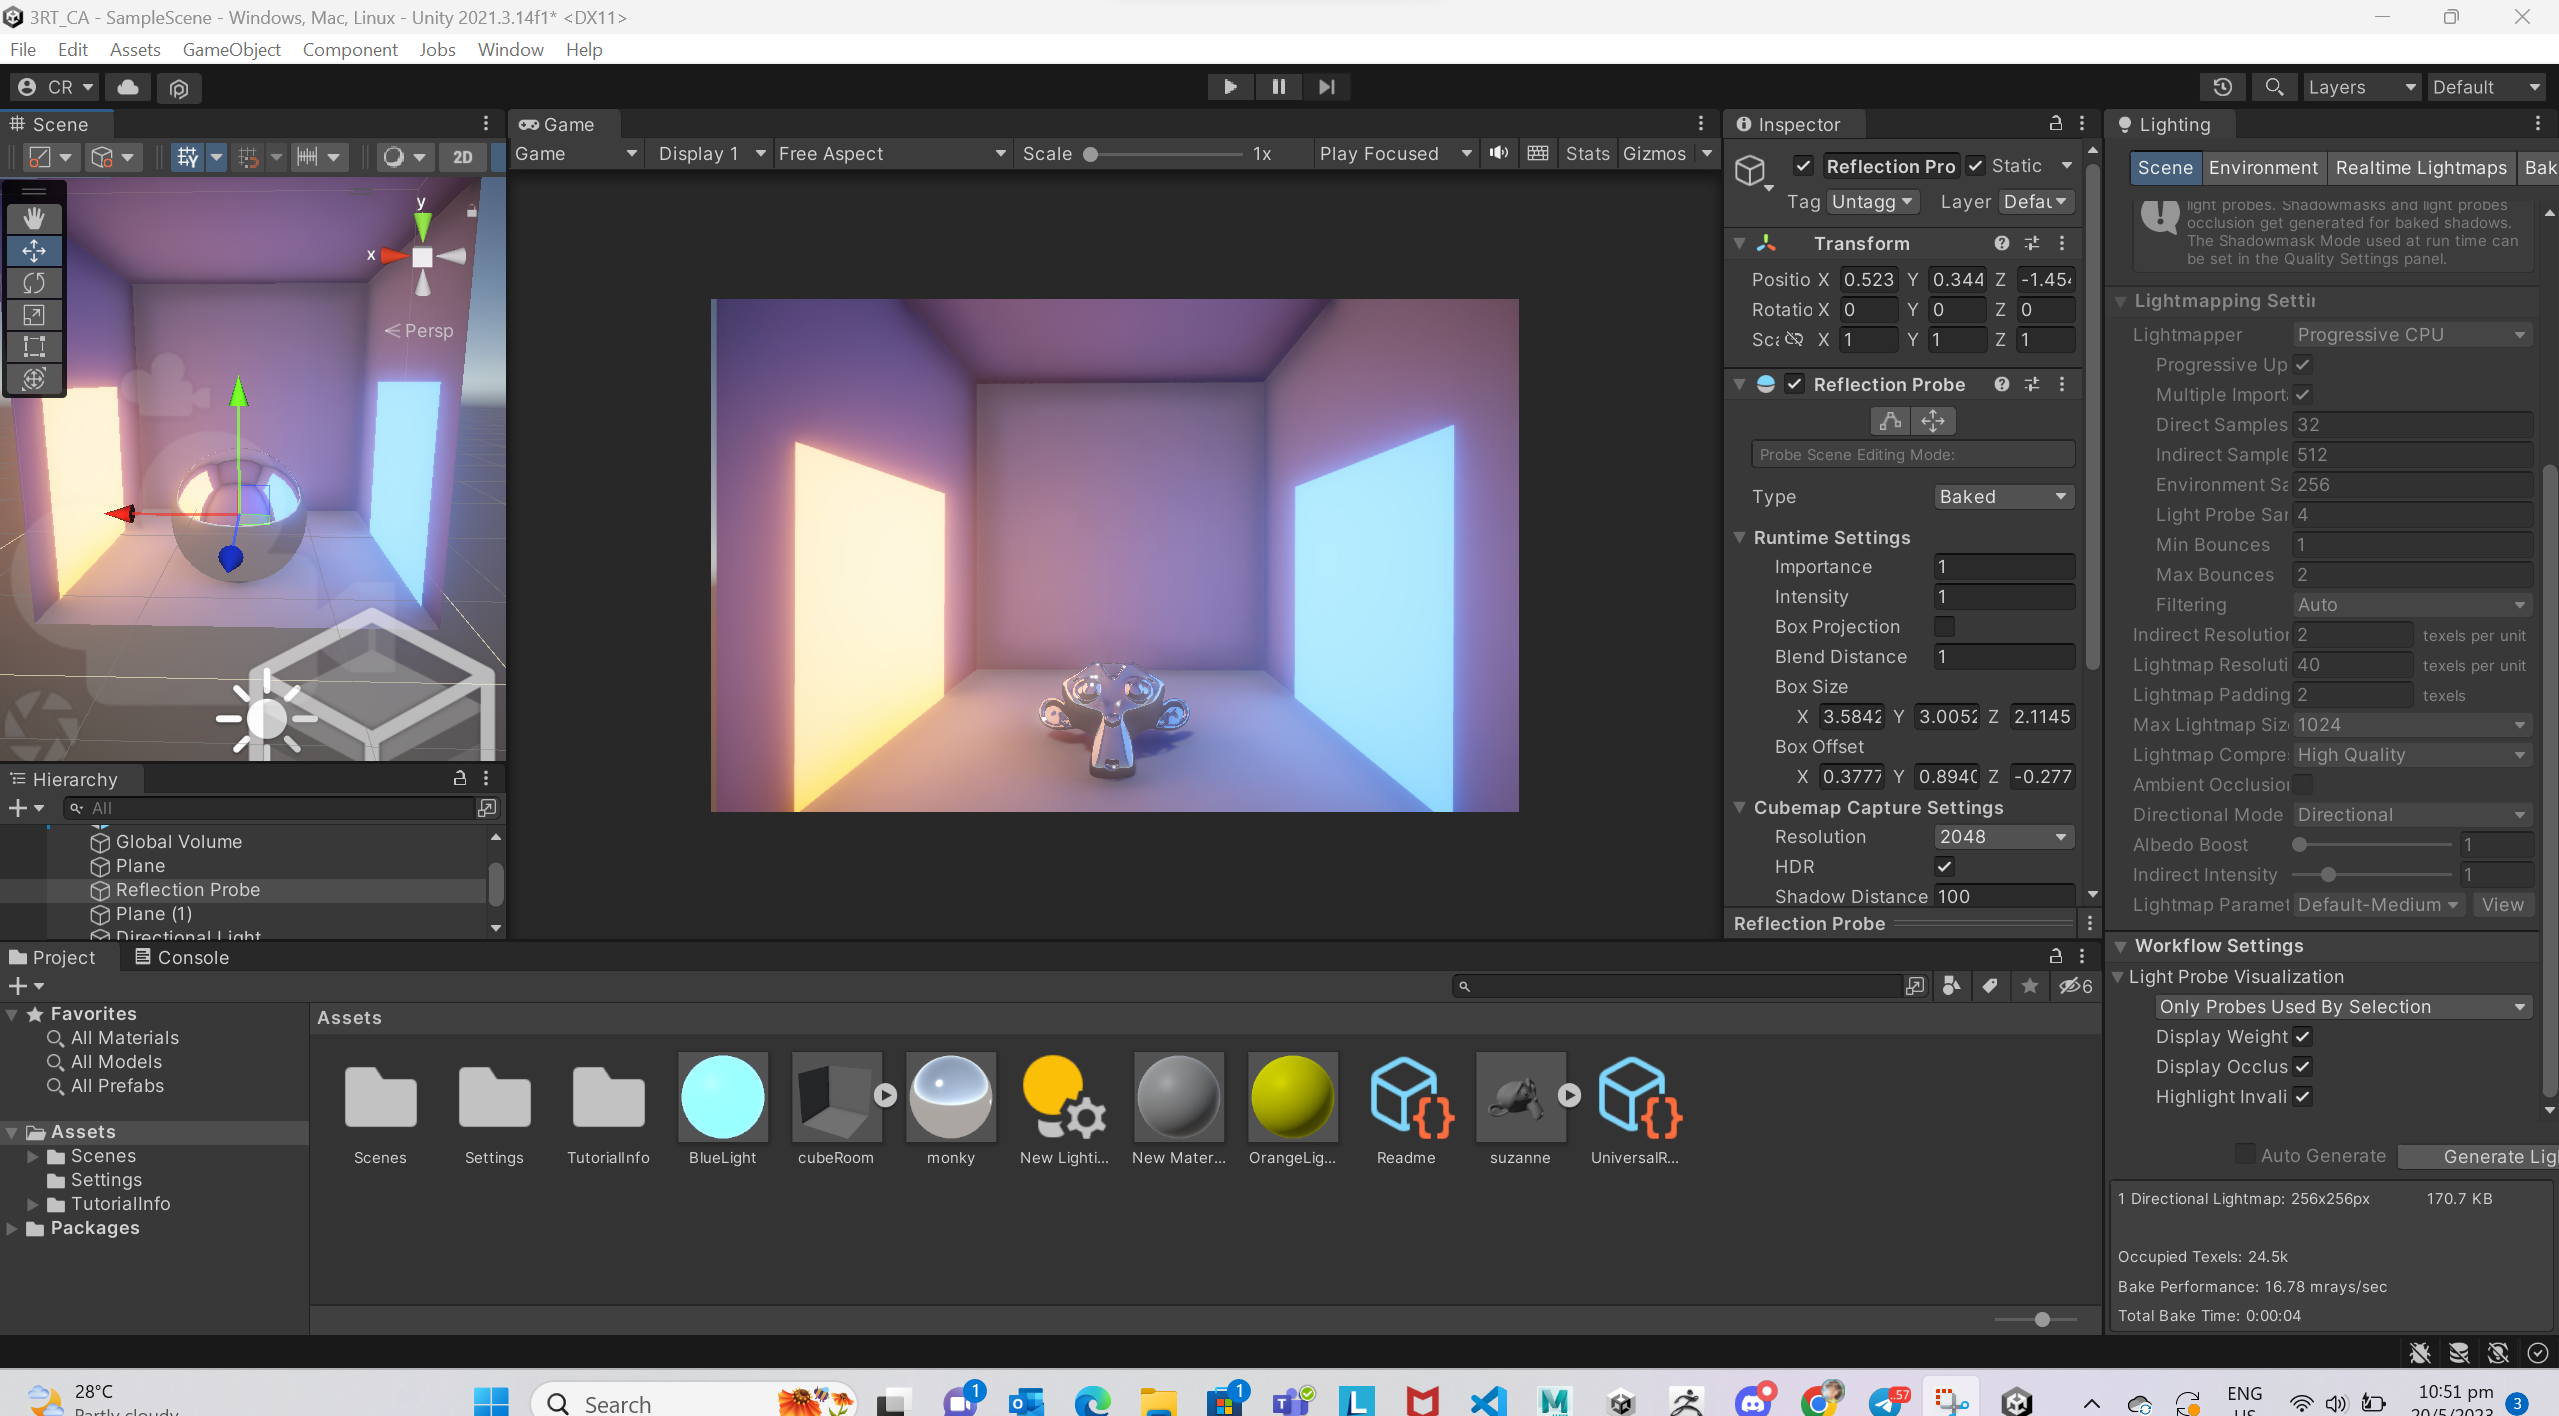 3RT_CA - SampleScene - Windows, Mac, Linux - Unity 2021.3.14f1* <DX11>
File Edit Assets GameObject Component Jobs Window Help
CR Layers Default
Scene
2D
y
x
Persp
Hierarchy
All
Global Volume
Plane
Reflection Probe
Plane (1)
Directional Light
Game
Game Display 1 Free Aspect Scale 1x Play Focused Stats Gizmos
Inspector
Reflection Pro Static
Tag Untagg Layer Defau
Transform
Positio X 0.523 Y 0.344 Z -1.454
Rotatio X 0 Y 0 Z 0
Sca X 1 Y 1 Z 1
Reflection Probe
Probe Scene Editing Mode:
Type Baked
Runtime Settings
Importance 1
Intensity 1
Box Projection
Blend Distance 1
Box Size
X 3.5842 Y 3.0052 Z 2.1145
Box Offset
X 0.3777 Y 0.8940 Z -0.277
Cubemap Capture Settings
Resolution 2048
HDR
Shadow Distance 100
Reflection Probe
Lighting
Scene Environment Realtime Lightmaps Bak
light probes. Shadowmasks and light probes
occlusion get generated for baked shadows.
The Shadowmask Mode used at run time can
be set in the Quality Settings panel.
Lightmapping Settin
Lightmapper Progressive CPU
Progressive Up
Multiple Import
Direct Samples 32
Indirect Sample 512
Environment Sa 256
Light Probe Sar 4
Min Bounces 1
Max Bounces 2
Filtering Auto
Indirect Resolution 2 texels per unit
Lightmap Resoluti 40 texels per unit
Lightmap Padding 2 texels
Max Lightmap Siz 1024
Lightmap Compre High Quality
Ambient Occlusion
Directional Mode Directional
Albedo Boost 1
Indirect Intensity 1
Lightmap Paramet Default-Medium View
Workflow Settings
Light Probe Visualization
Only Probes Used By Selection
Display Weight
Display Occlus
Highlight Invali
Auto Generate Generate Lig
1 Directional Lightmap: 256x256px 170.7 KB
Occupied Texels: 24.5k
Bake Performance: 16.78 mrays/sec
Total Bake Time: 0:00:04
Project Console
6
Favorites
All Materials
All Models
All Prefabs
Assets
Scenes
Settings
TutorialInfo
Packages
Assets
Scenes Settings TutorialInfo BlueLight cubeRoom monky New Lighti... New Mater... OrangeLig... Readme suzanne UniversalR...
28°C
Partly cloudy
Search
1
1
57
ENG
US
10:51 pm
20/5/2023
3